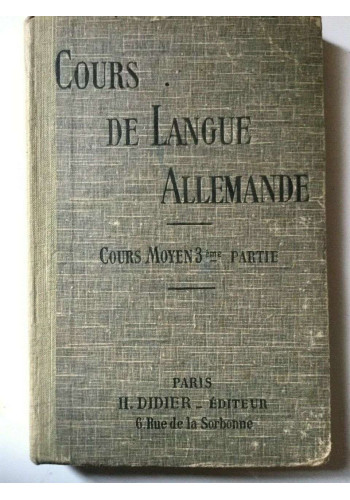 COURS
DE LANGUE
ALLEMANDE
COURS MOYEN 3ème PARTIE
PARIS
H. DIDIER - ÉDITEUR
6, Rue de la Sorbonne